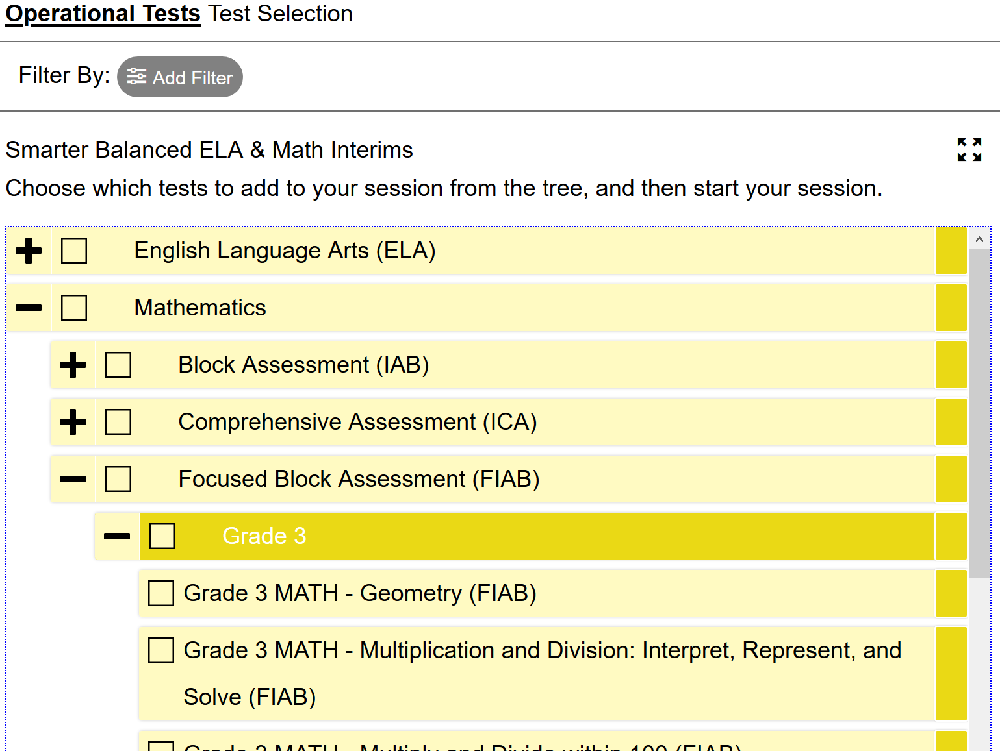 Operational Tests Test Selection
Filter By: Add Filter
Smarter Balanced ELA & Math Interims
Choose which tests to add to your session from the tree, and then start your session.
English Language Arts (ELA)
Mathematics
Block Assessment (IAB)
Comprehensive Assessment (ICA)
Focused Block Assessment (FIAB)
Grade 3
Grade 3 MATH - Geometry (FIAB)
Grade 3 MATH - Multiplication and Division: Interpret, Represent, and
Solve (FIAB)
Grade 3 MATH - Multiply and Divide within 100 (FIAB)